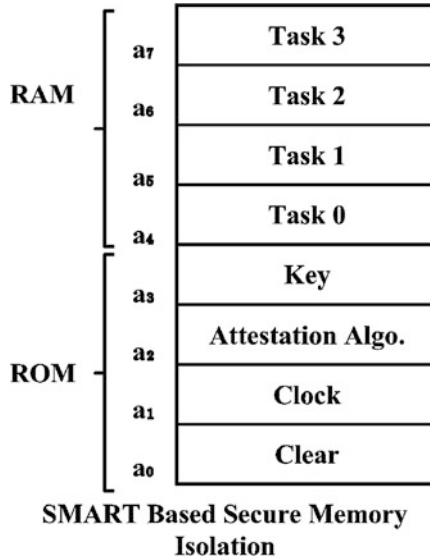 a₇
Task 3
RAM
a₆
Task 2
a₅
Task 1
a₄
Task 0
a₃
Key
ROM
a₂
Attestation Algo.
a₁
Clock
a₀
Clear
SMART Based Secure Memory
Isolation